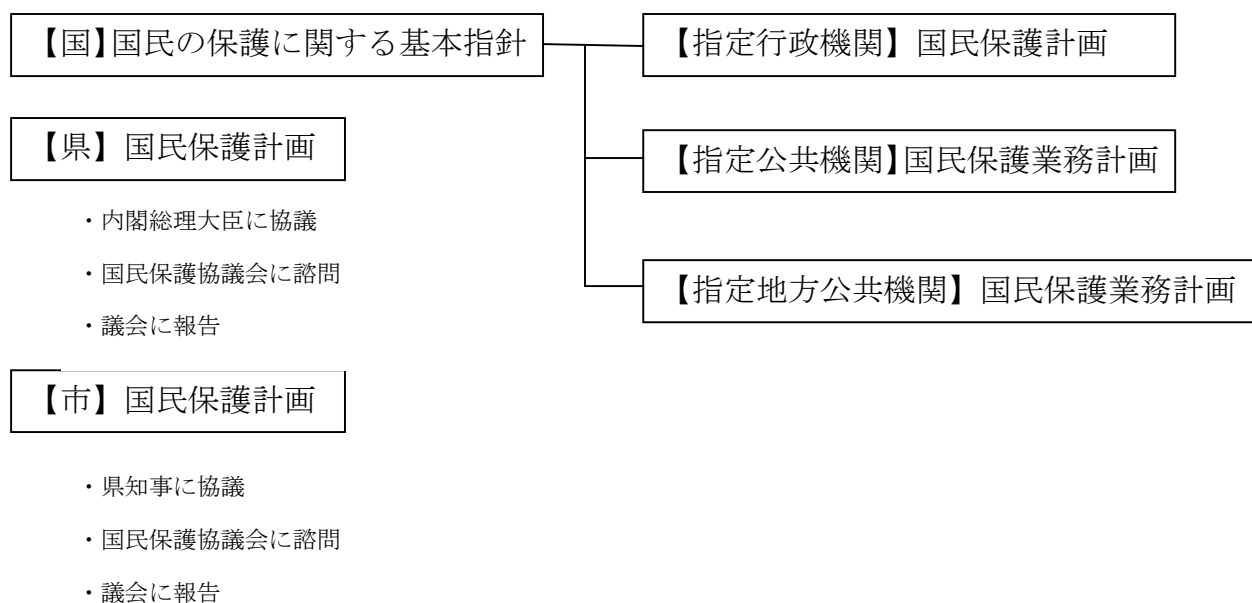 【国】国民の保護に関する基本指針
【指定行政機関】国民保護計画
【県】国民保護計画
【指定公共機関】国民保護業務計画
・内閣総理大臣に協議
・国民保護協議会に諮問
【指定地方公共機関】国民保護業務計画
・議会に報告
【市】国民保護計画
・県知事に協議
・国民保護協議会に諮問
・議会に報告